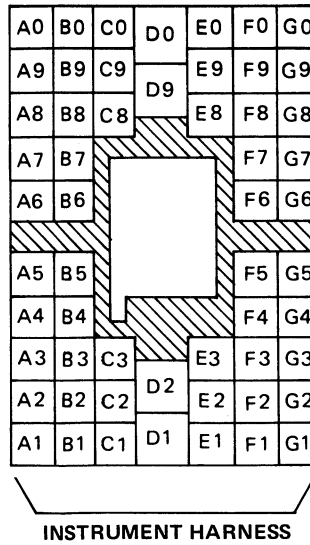 A0 B0 C0 D0 E0 F0 G0
A9 B9 C9 D9 E9 F9 G9
A8 B8 C8 E8 F8 G8
A7 B7 F7 G7
A6 B6 F6 G6
A5 B5 F5 G5
A4 B4 F4 G4
A3 B3 C3 E3 F3 G3
A2 B2 C2 D2 E2 F2 G2
A1 B1 C1 D1 E1 F1 G1
INSTRUMENT HARNESS